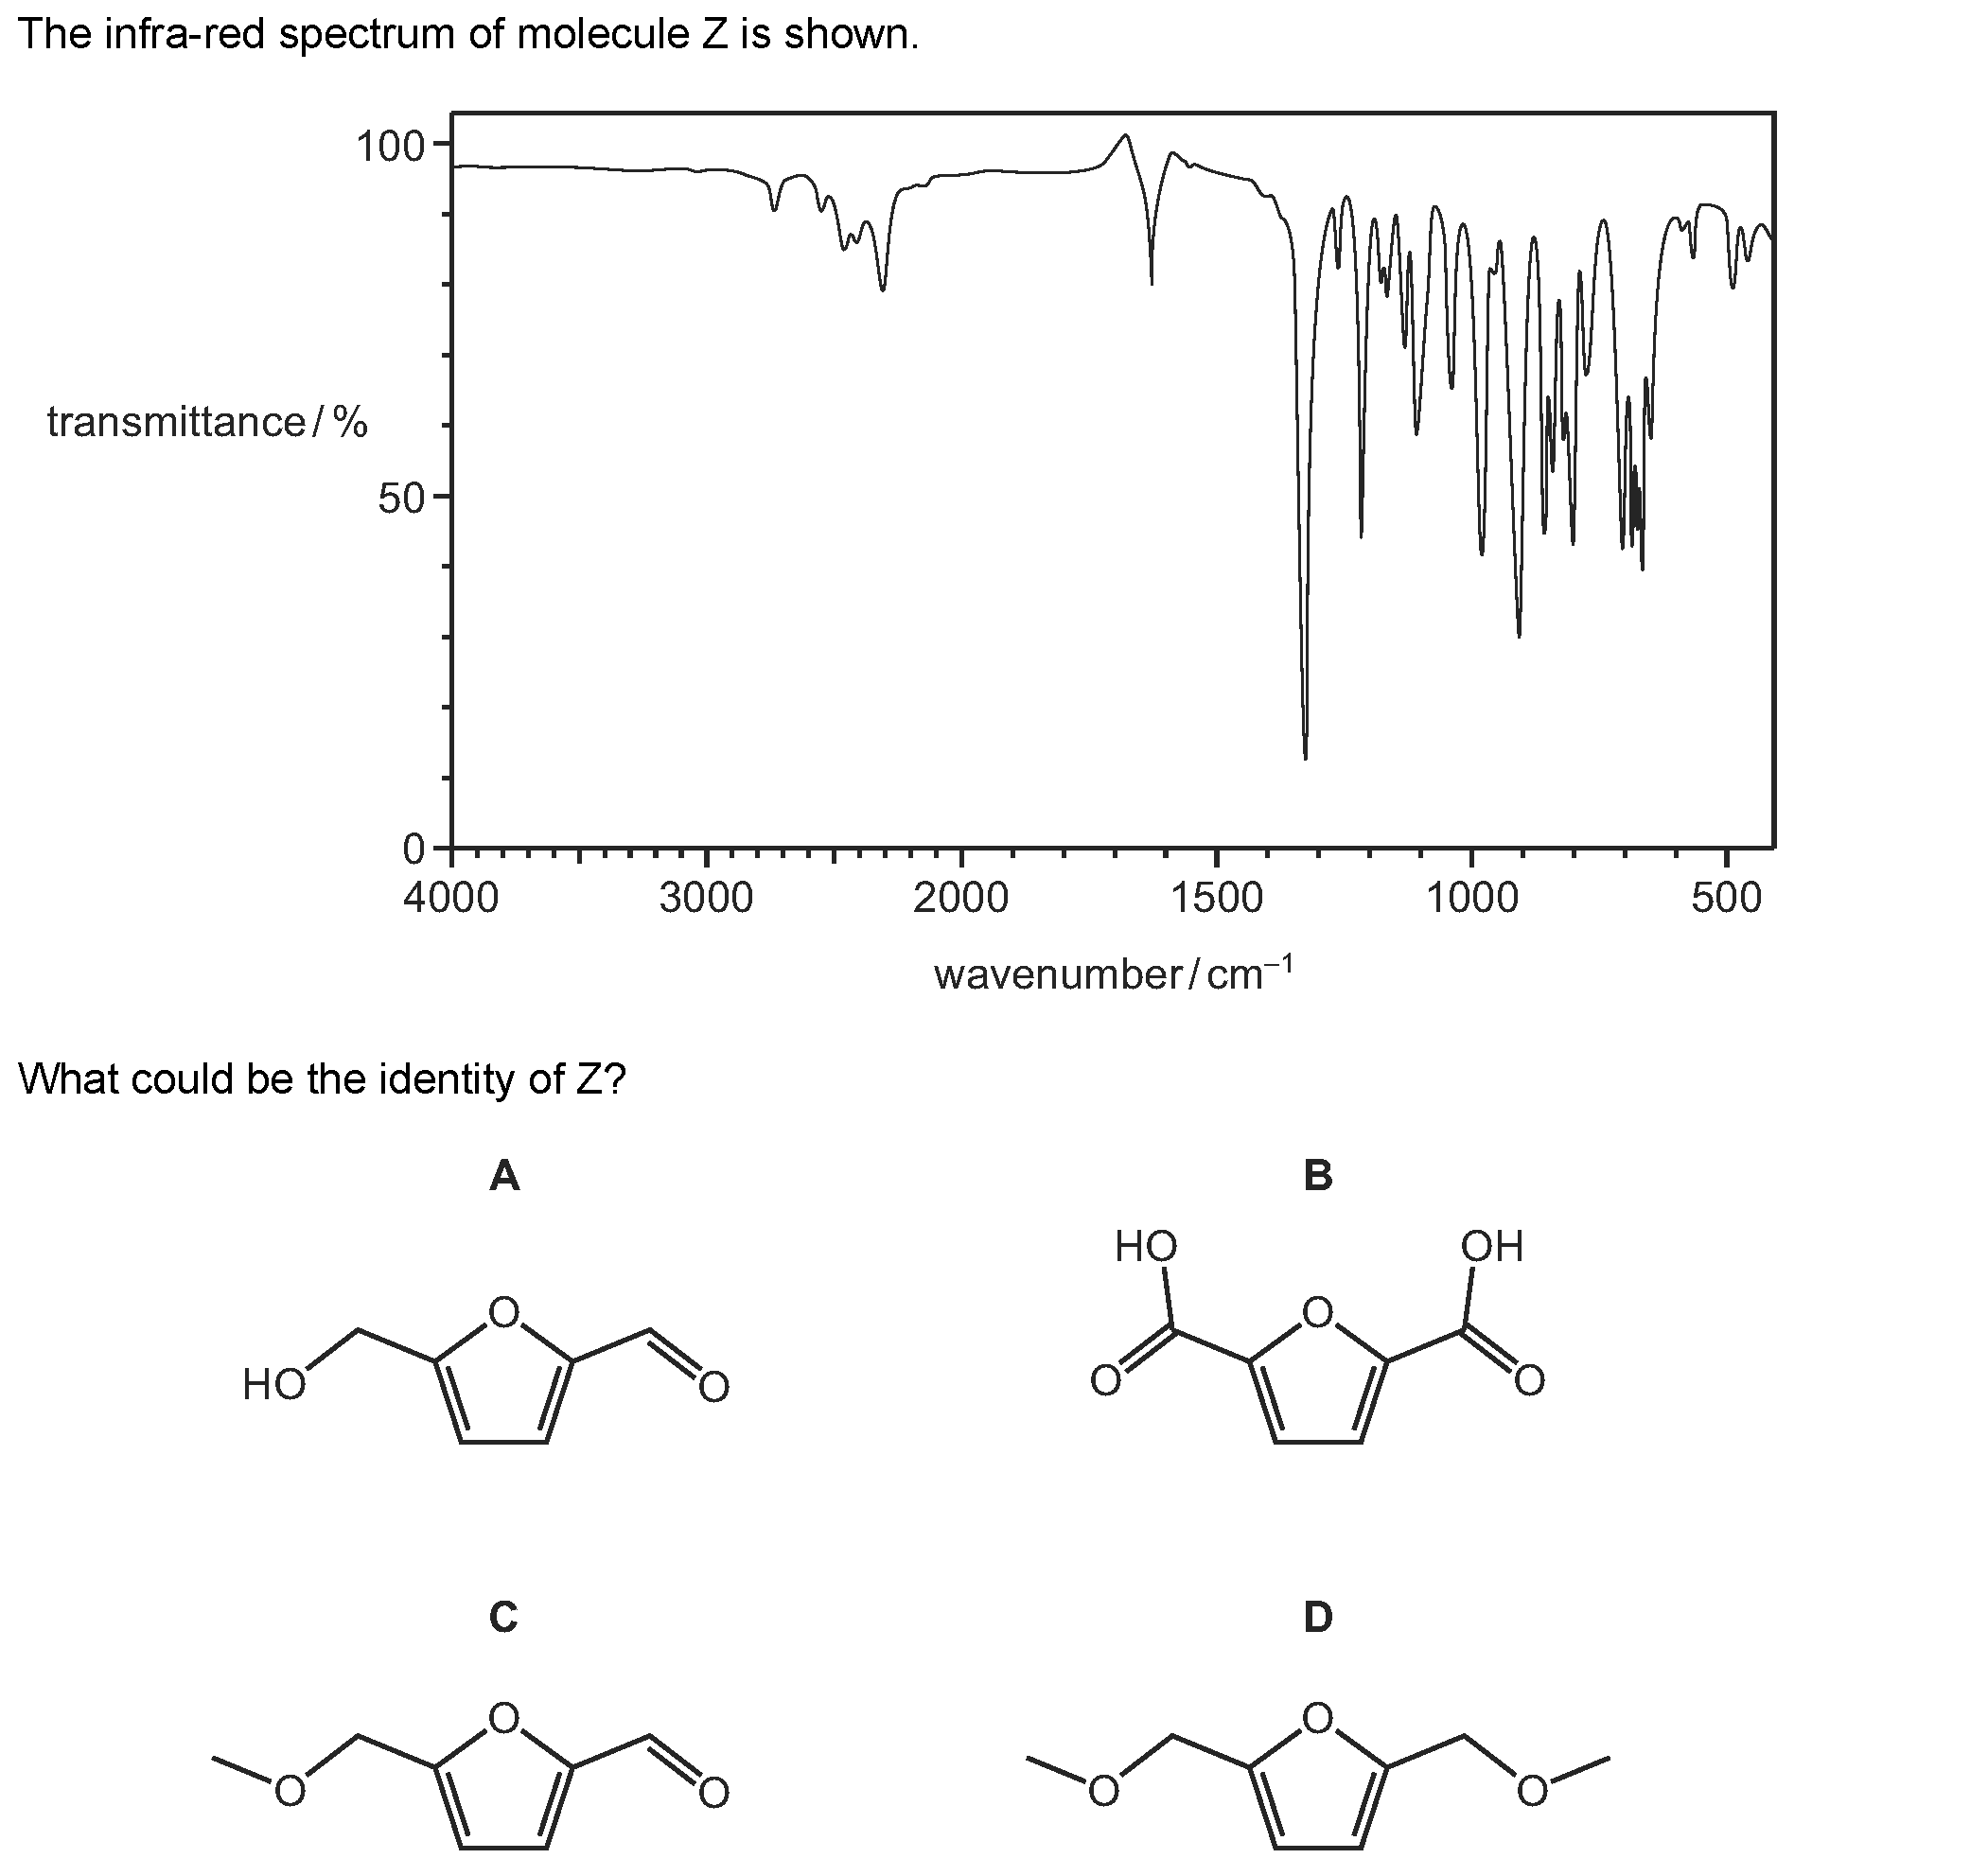 The infra-red spectrum of molecule Z is shown.
100
transmittance / %
50
0
4000 3000 2000 1500 1000 500
wavenumber / cm⁻¹
What could be the identity of Z?
A B
HO OH
O O
HO O O O
C D
O O
O O O O